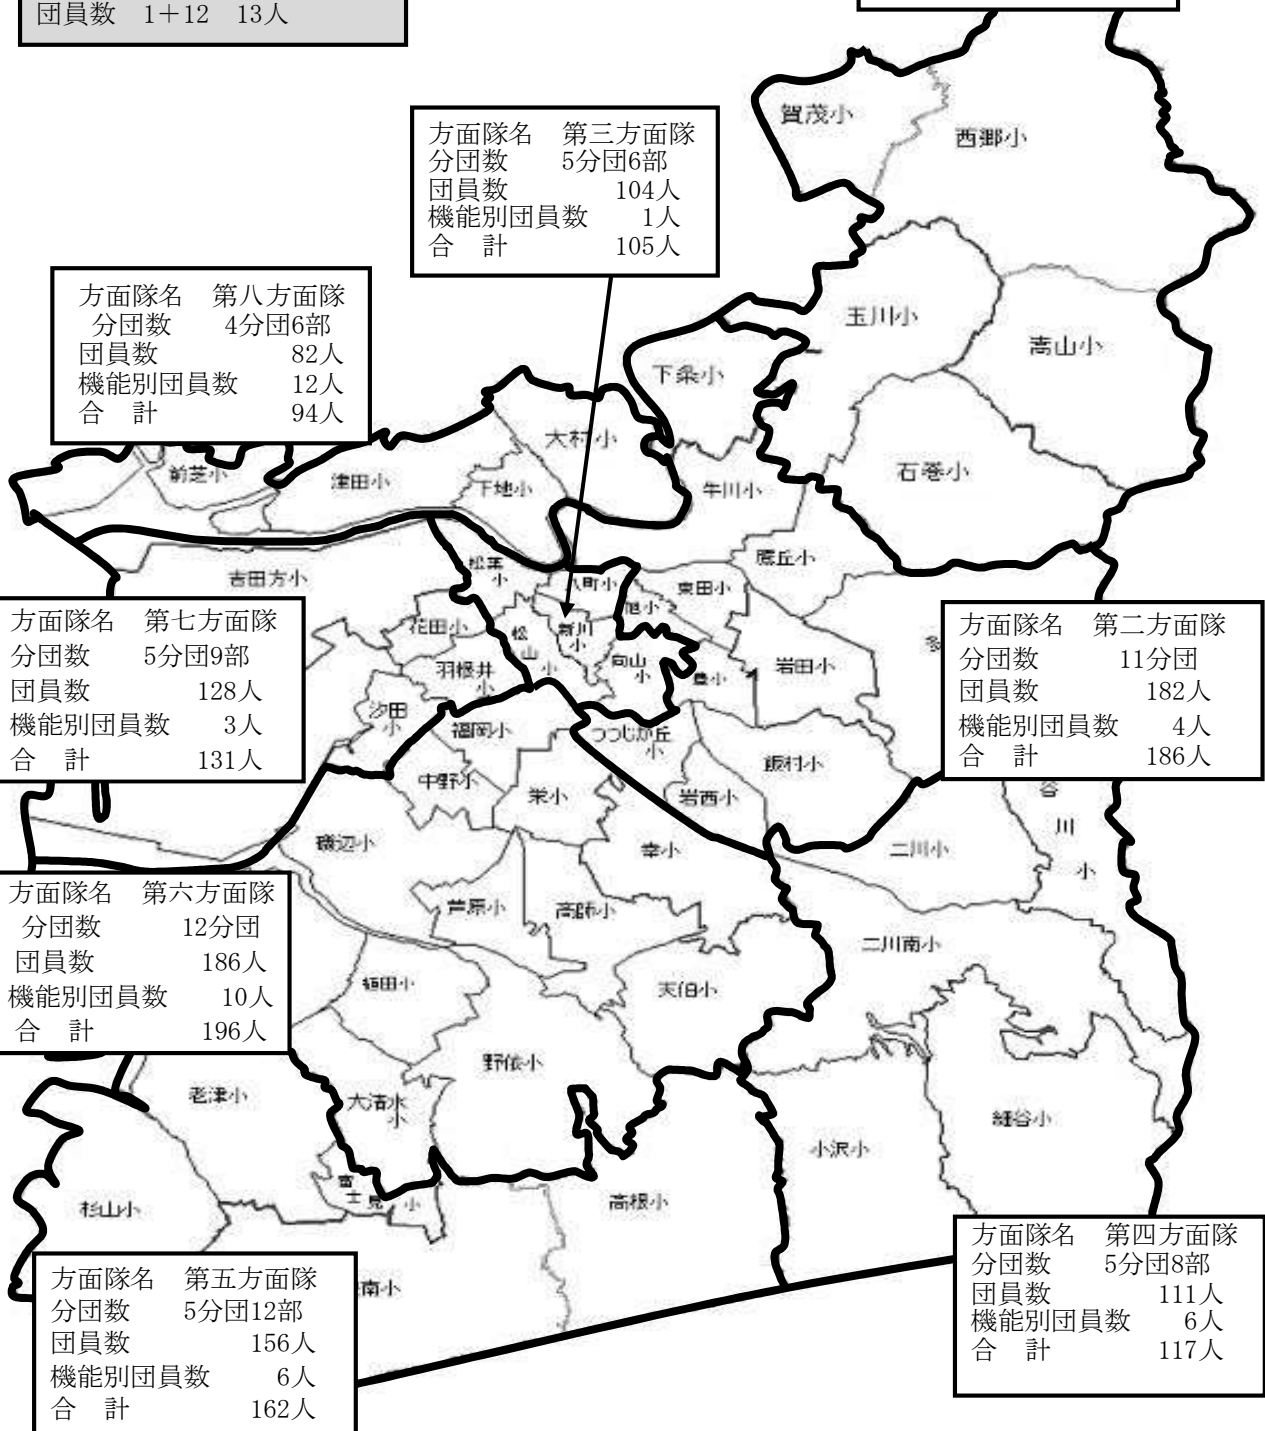 団員数 1＋12 13人
方面隊名 第三方面隊
分団数 5分団6部
団員数 104人
機能別団員数 1人
合 計 105人
方面隊名 第八方面隊
分団数 4分団6部
団員数 82人
機能別団員数 12人
合 計 94人
賀茂小
西郷小
玉川小
嵩山小
下条小
大村小
石巻小
前芝小
津田小
下地小
牛川小
鷹丘小
吉田方小
松葉小
八町小
旭小
東田小
花田小
松山小
新川小
向山小
豊小
岩田小
羽根井小
汐田小
福岡小
つつじが丘小
飯村小
中野小
栄小
岩西小
方面隊名 第七方面隊
分団数 5分団9部
団員数 128人
機能別団員数 3人
合 計 131人
方面隊名 第二方面隊
分団数 11分団
団員数 182人
機能別団員数 4人
合 計 186人
谷川小
磯辺小
幸小
二川小
芦原小
高師小
二川南小
植田小
天伯小
方面隊名 第六方面隊
分団数 12分団
団員数 186人
機能別団員数 10人
合 計 196人
野依小
老津小
大清水小
細谷小
小沢小
富士見小
高根小
杉山小
南小
方面隊名 第五方面隊
分団数 5分団12部
団員数 156人
機能別団員数 6人
合 計 162人
方面隊名 第四方面隊
分団数 5分団8部
団員数 111人
機能別団員数 6人
合 計 117人